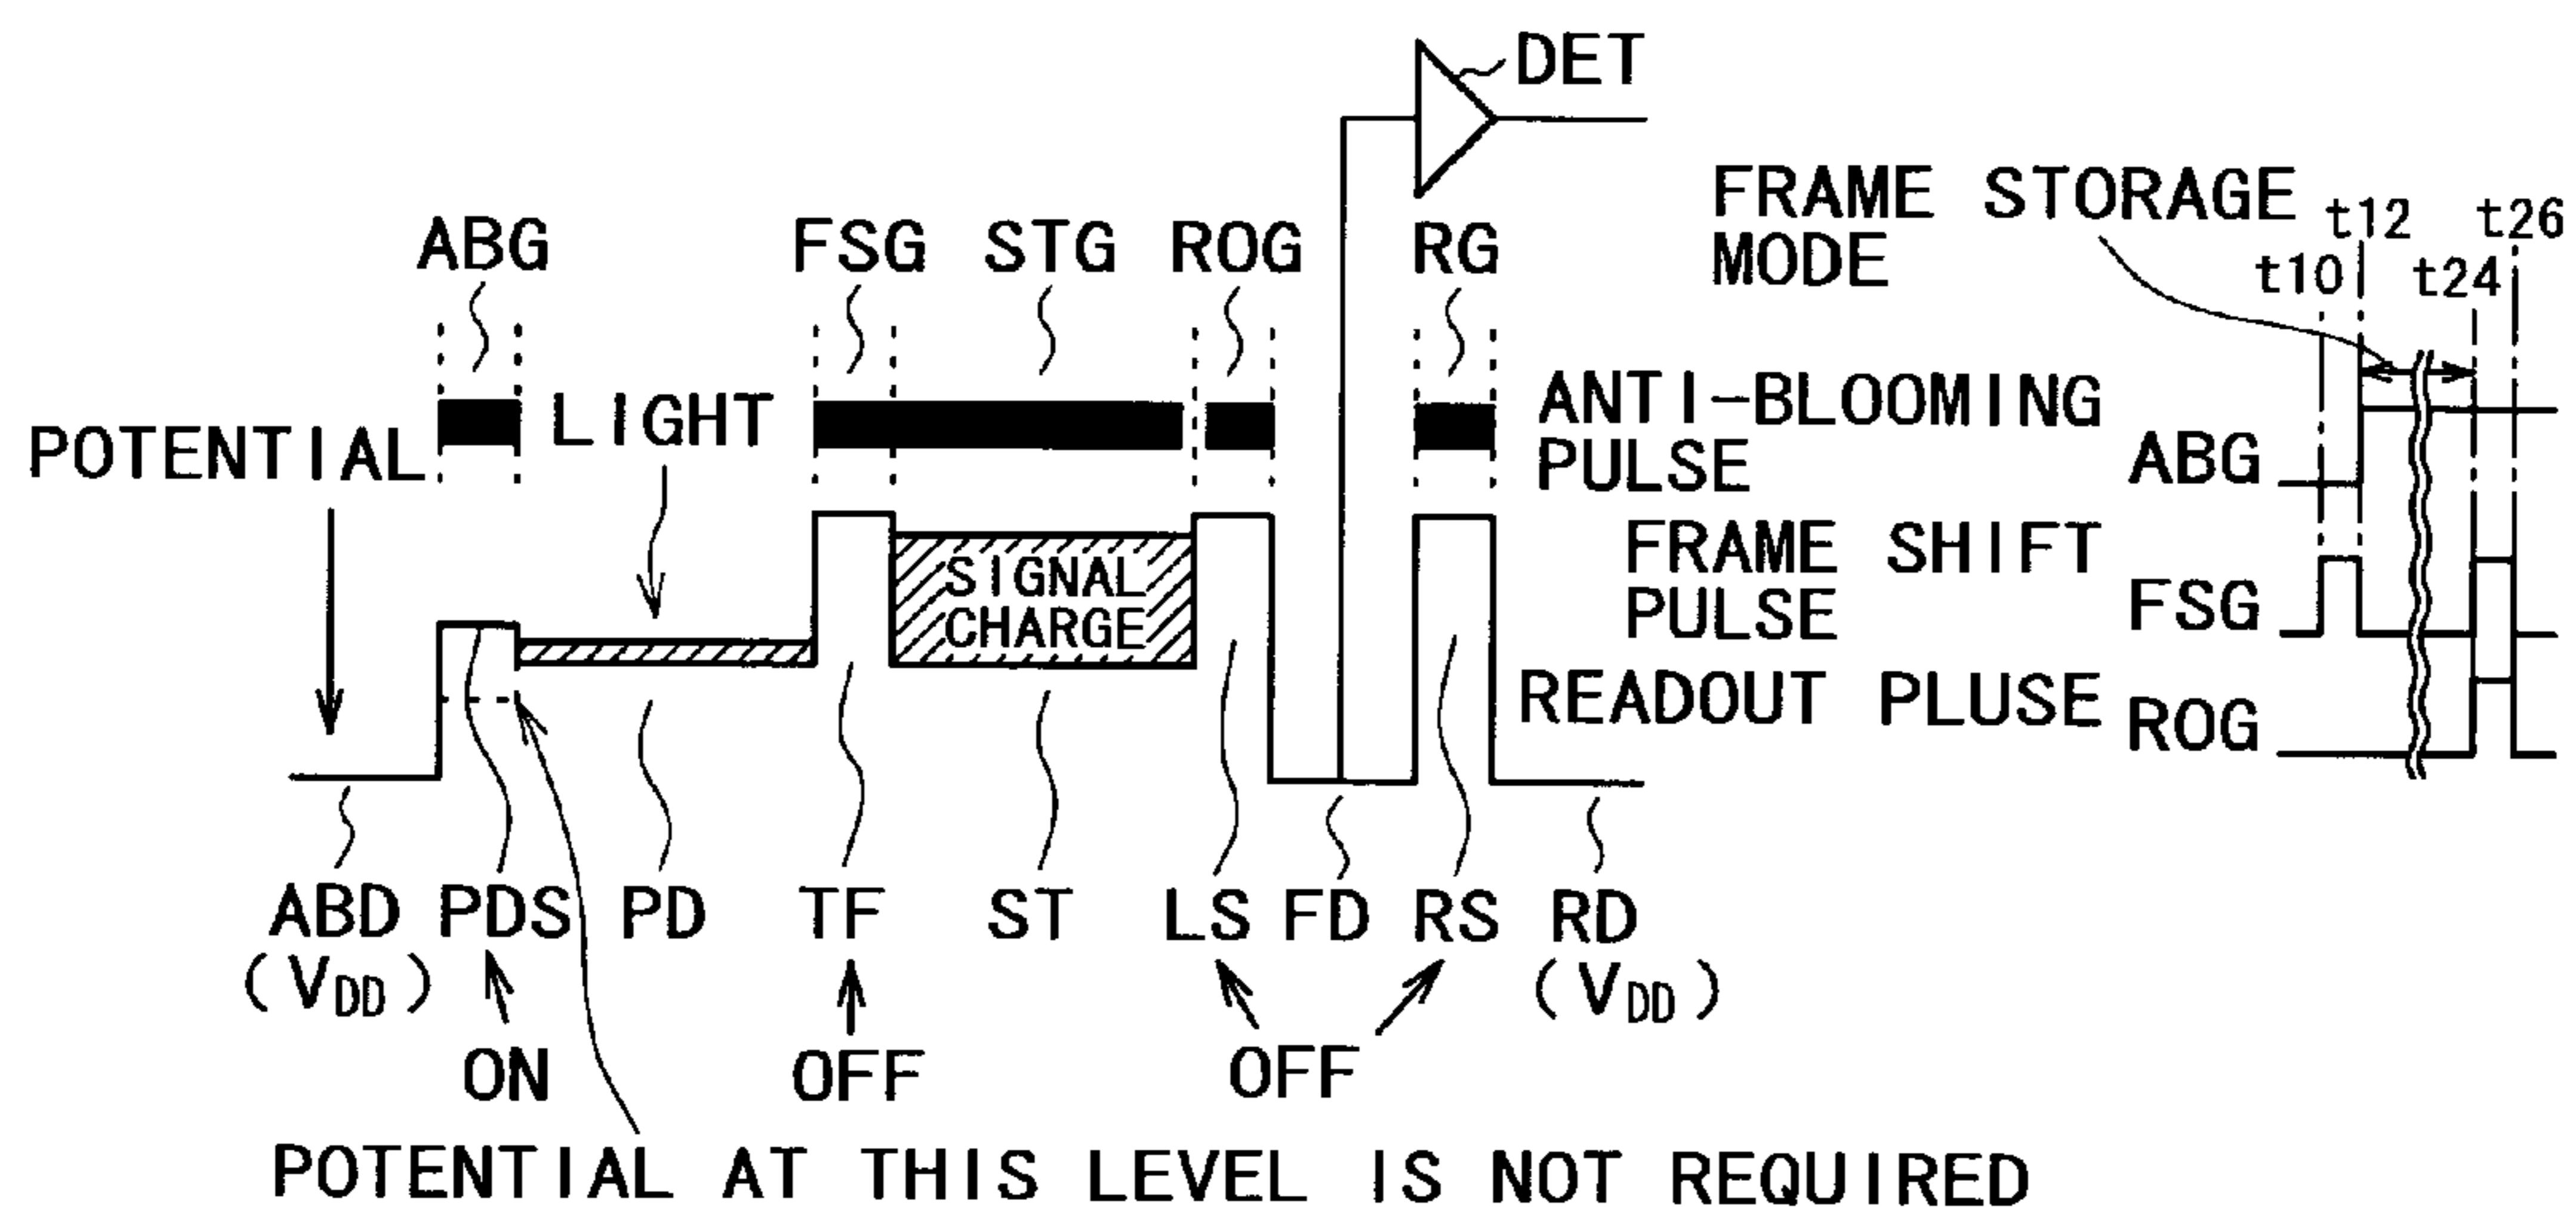 DET
FRAME STORAGE
MODE
t12
t26
t10
t24
ABG
FSG
STG
ROG
RG
LIGHT
POTENTIAL
ANTI-BLOOMING
PULSE
ABG
FRAME SHIFT
PULSE
FSG
SIGNAL
CHARGE
READOUT PLUSE
ROG
ABD PDS PD TF ST LS FD RS RD
(VDD)
(VDD)
ON
OFF
OFF
POTENTIAL AT THIS LEVEL IS NOT REQUIRED